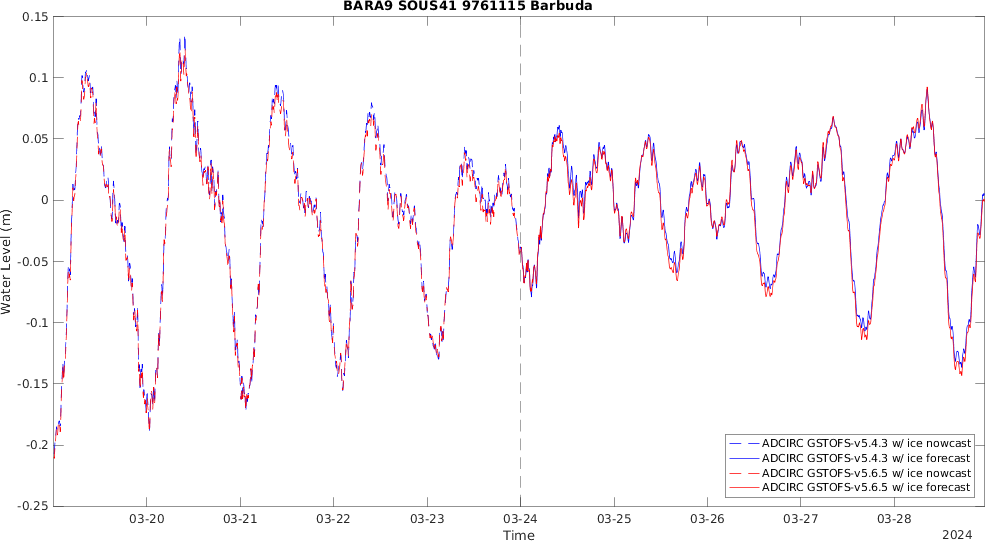 BARA9 SOUS41 9761115 Barbuda
0.15
0.1
0.05
0
-0.05
-0.1
-0.15
-0.2
-0.25
Water Level (m)
ADCIRC GSTOFS-v5.4.3 w/ ice nowcast
ADCIRC GSTOFS-v5.4.3 w/ ice forecast
ADCIRC GSTOFS-v5.6.5 w/ ice nowcast
ADCIRC GSTOFS-v5.6.5 w/ ice forecast
03-20 03-21 03-22 03-23 03-24 03-25 03-26 03-27 03-28
Time
2024